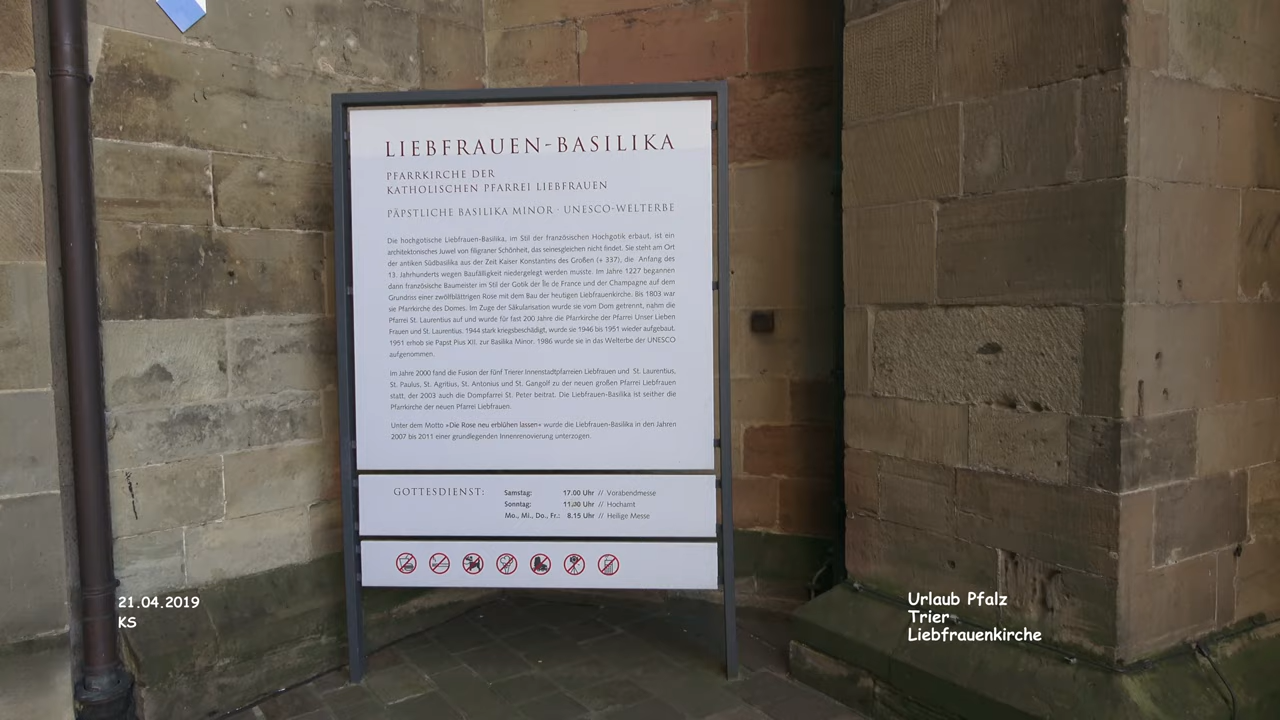 LIEBFRAUEN-BASILIKA
PFARRKIRCHE DER
KATHOLISCHEN PFARREI LIEBFRAUEN
PÄPSTLICHE BASILIKA MINOR · UNESCO-WELTERBE
Die hochgotische Liebfrauen-Basilika, im Stil der französischen Hochgotik erbaut, ist ein
architektonisches Juwel von filigraner Schönheit, das seinesgleichen nicht findet. Sie steht am Ort
der antiken Südbasilika aus der Zeit Kaiser Konstantins des Großen (+ 337), die Anfang des
13. Jahrhunderts wegen Baufälligkeit niedergelegt werden musste. Im Jahre 1227 begannen
dann französische Baumeister im Stil der Gotik der Île de France und der Champagne auf dem
Grundriss einer zwölfblättrigen Rose mit dem Bau der heutigen Liebfrauenkirche. Bis 1803 war
sie Pfarrkirche des Domes. Im Zuge der Säkularisation wurde sie vom Dom getrennt, nahm die
Pfarrei St. Laurentius auf und wurde für fast 200 Jahre die Pfarrkirche der Pfarrei Unser Lieben
Frauen und St. Laurentius. 1944 stark kriegsbeschädigt, wurde sie 1946 bis 1951 wieder aufgebaut.
1951 erhob sie Papst Pius XII. zur Basilika Minor. 1986 wurde sie in das Welterbe der UNESCO
aufgenommen.
im Jahre 2000 fand die Fusion der fünf Trierer Innenstadtpfarreien Liebfrauen und St. Laurentius,
St. Paulus, St. Agritius, St. Antonius und St. Gangolf zu der neuen großen Pfarrei Liebfrauen
statt, der 2003 auch die Dompfarrei St. Peter beitrat. Die Liebfrauen-Basilika ist seither die
Pfarrkirche der neuen Pfarrei Liebfrauen.
Unter dem Motto »Die Rose neu erblühen lassen« wurde die Liebfrauen-Basilika in den Jahren
2007 bis 2011 einer grundlegenden Innenrenovierung unterzogen.
GOTTESDIENST: Samstag: 17.00 Uhr // Vorabendmesse
Sonntag: 11.00 Uhr // Hochamt
Mo., Mi., Do., Fr.: 8.15 Uhr // Heilige Messe
21.04.2019
KS
Urlaub Pfalz
Trier
Liebfrauenkirche